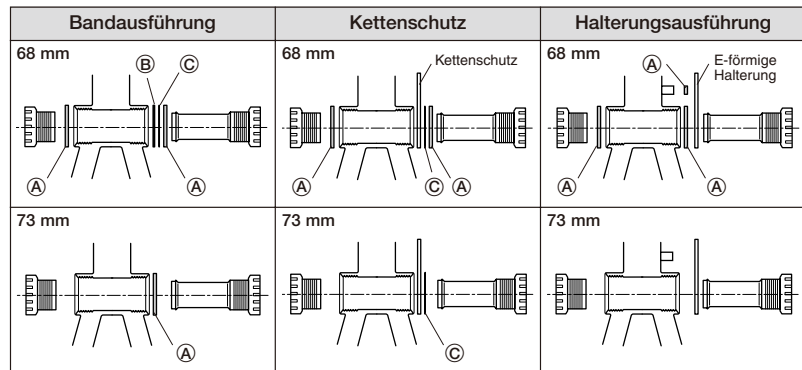 Bandausführung
Kettenschutz
Halterungsausführung
68 mm
Ⓑ Ⓒ
Ⓐ Ⓐ
68 mm
Kettenschutz
Ⓐ Ⓒ Ⓐ
68 mm
Ⓐ
E-förmige
Halterung
Ⓐ Ⓐ
73 mm
Ⓐ
73 mm
Ⓒ
73 mm